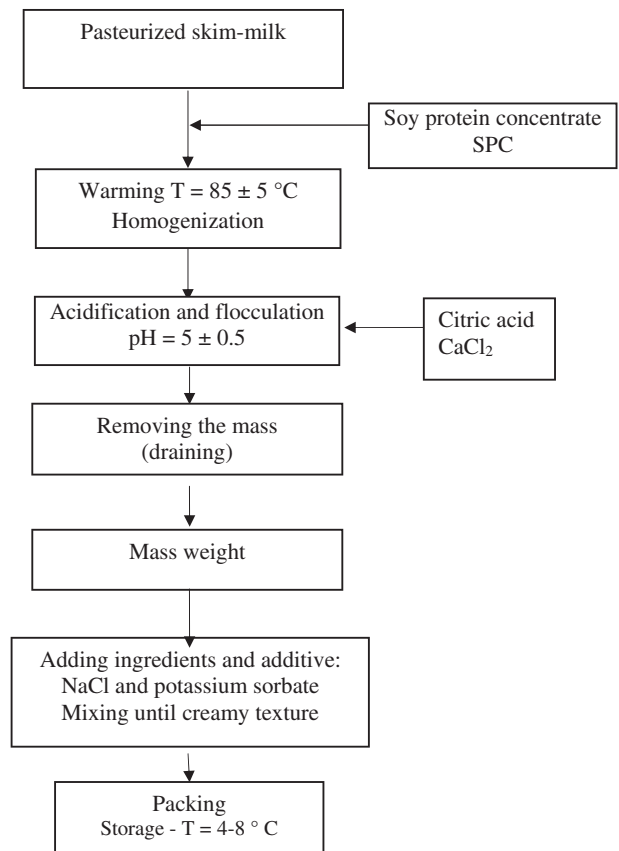 Pasteurized skim-milk
Soy protein concentrate
SPC
Warming T = 85 ± 5 °C
Homogenization
Acidification and flocculation
pH = 5 ± 0.5
Citric acid
CaCl₂
Removing the mass
(draining)
Mass weight
Adding ingredients and additive:
NaCl and potassium sorbate
Mixing until creamy texture
Packing
Storage - T = 4-8 ° C